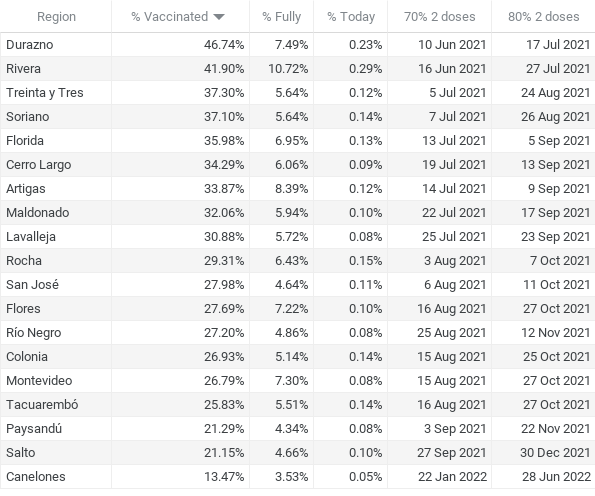 Region % Vaccinated % Fully % Today 70% 2 doses 80% 2 doses
Durazno 46.74% 7.49% 0.23% 10 Jun 2021 17 Jul 2021
Rivera 41.90% 10.72% 0.29% 16 Jun 2021 27 Jul 2021
Treinta y Tres 37.30% 5.64% 0.12% 5 Jul 2021 24 Aug 2021
Soriano 37.10% 5.64% 0.14% 7 Jul 2021 26 Aug 2021
Florida 35.98% 6.95% 0.13% 13 Jul 2021 5 Sep 2021
Cerro Largo 34.29% 6.06% 0.09% 19 Jul 2021 13 Sep 2021
Artigas 33.87% 8.39% 0.12% 14 Jul 2021 9 Sep 2021
Maldonado 32.06% 5.94% 0.10% 22 Jul 2021 17 Sep 2021
Lavalleja 30.88% 5.72% 0.08% 25 Jul 2021 23 Sep 2021
Rocha 29.31% 6.43% 0.15% 3 Aug 2021 7 Oct 2021
San José 27.98% 4.64% 0.11% 6 Aug 2021 11 Oct 2021
Flores 27.69% 7.22% 0.10% 16 Aug 2021 27 Oct 2021
Río Negro 27.20% 4.86% 0.08% 25 Aug 2021 12 Nov 2021
Colonia 26.93% 5.14% 0.14% 15 Aug 2021 25 Oct 2021
Montevideo 26.79% 7.30% 0.08% 15 Aug 2021 27 Oct 2021
Tacuarembó 25.83% 5.51% 0.14% 16 Aug 2021 27 Oct 2021
Paysandú 21.29% 4.34% 0.08% 3 Sep 2021 22 Nov 2021
Salto 21.15% 4.66% 0.10% 27 Sep 2021 30 Dec 2021
Canelones 13.47% 3.53% 0.05% 22 Jan 2022 28 Jun 2022